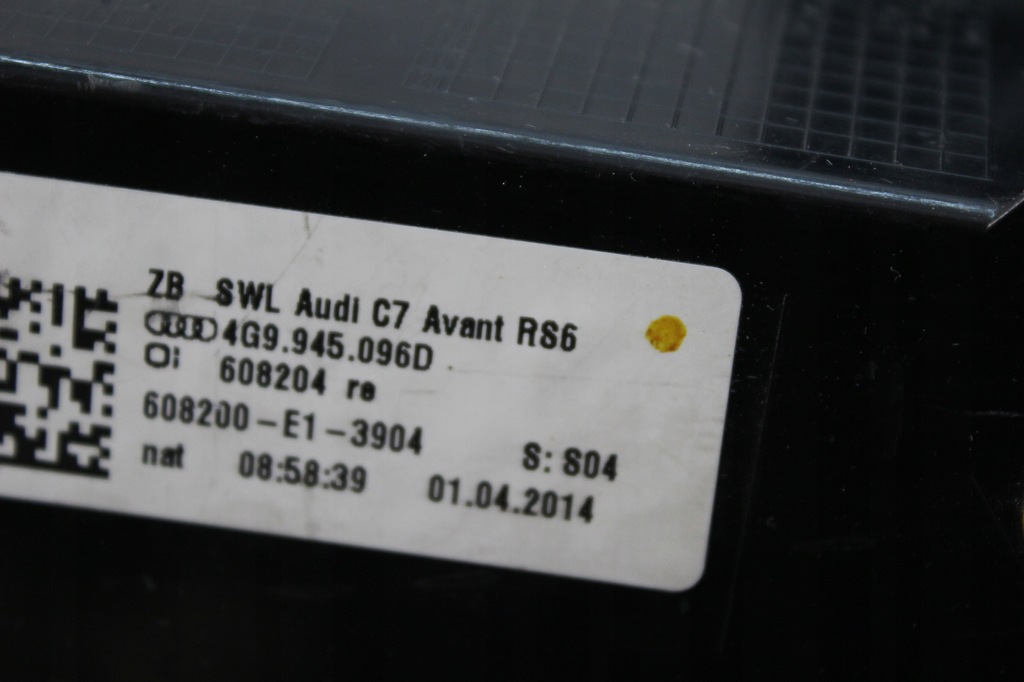 ZB SWL Audi C7 Avant RS6
4G9.945.096D
Oi 608204 re
608200-E1-3904 S: S04
nat 08:58:39 01.04.2014